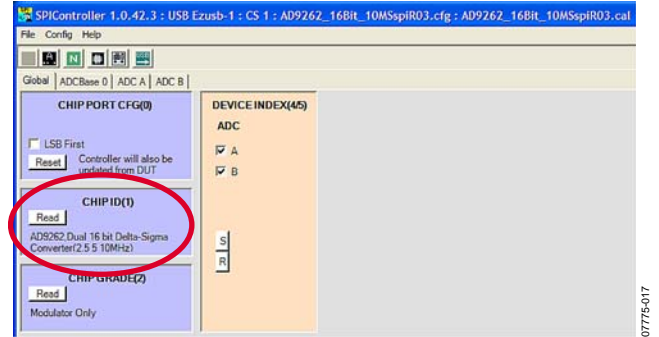 SPIController 1.0.42.3 : USB Ezusb-1 : CS 1 : AD9262_16Bit_10MSspiR03.cfg : AD9262_16Bit_10MSspiR03.cal
File Config Help
Global ADCBase 0 ADC A ADC B
CHIP PORT CFG(0)
LSB First
Reset Controller will also be
updated from DUT
CHIP ID(1)
Read
AD9262,Dual 16 bit Delta-Sigma
Converter(2.5 5 10MHz)
CHIP GRADE(2)
Read
Modulator Only
DEVICE INDEX(4/5)
ADC
A
B
S
R
07775-017